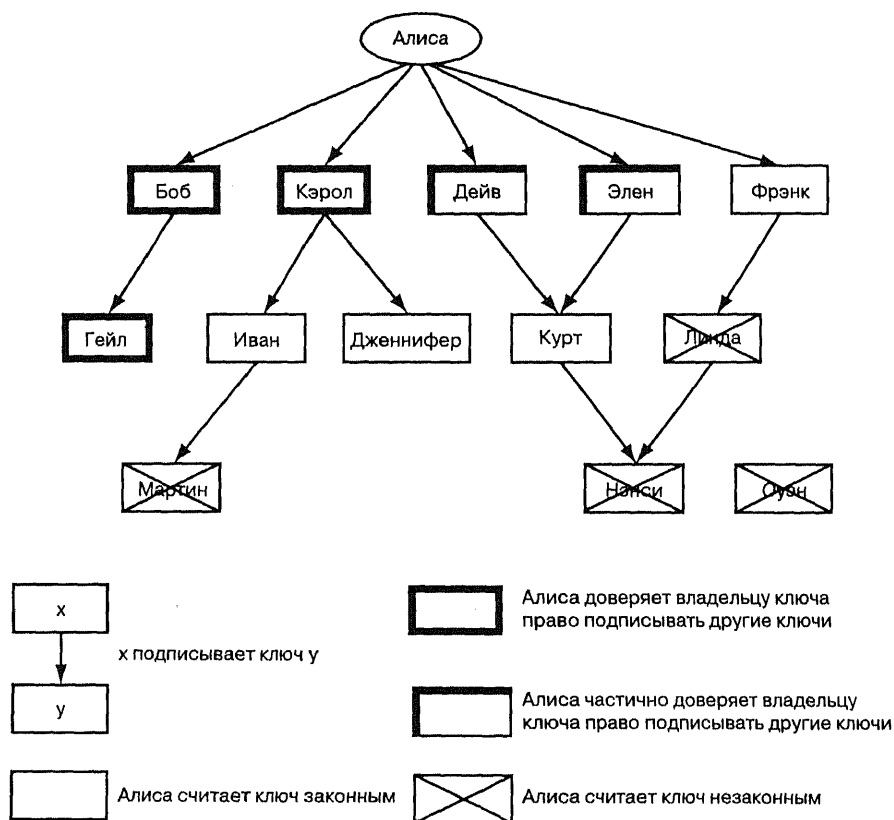 Алиса
Боб
Кэрол
Дейв
Элен
Фрэнк
Гейл
Иван
Дженнифер
Курт
Линда
Мартин
Нэнси
Оуэн
x
x подписывает ключ y
y
Алиса считает ключ законным
Алиса доверяет владельцу ключа
право подписывать другие ключи
Алиса частично доверяет владельцу
ключа право подписывать другие ключи
Алиса считает ключ незаконным